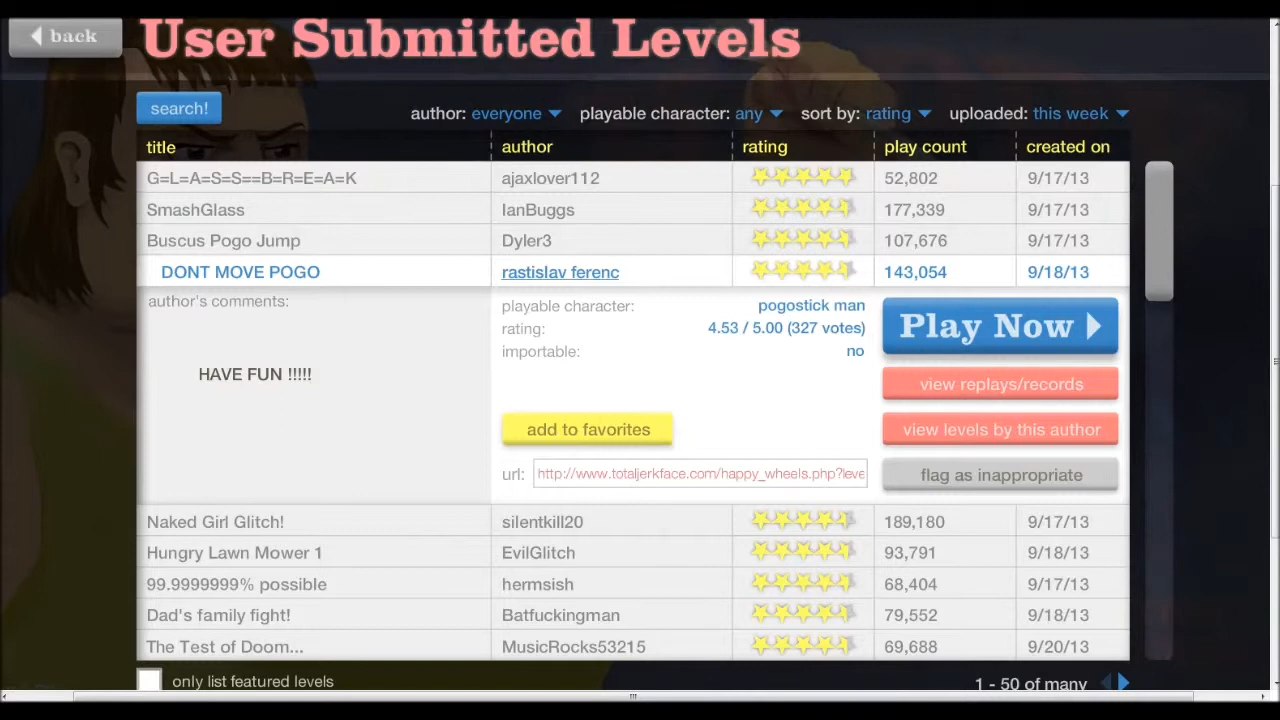 back
User Submitted Levels
search! author: everyone playable character: any sort by: rating uploaded: this week
title author rating play count created on
G=L=A=S=S==B=R=E=A=K ajaxlover112 52,802 9/17/13
SmashGlass IanBuggs 177,339 9/17/13
Buscus Pogo Jump Dyler3 107,676 9/17/13
DONT MOVE POGO rastislav ferenc 143,054 9/18/13
author's comments: playable character: pogostick man
rating: 4.53 / 5.00 (327 votes)
importable: no
Play Now
HAVE FUN !!!!!
view replays/records
add to favorites
view levels by this author
url: http://www.totaljerkface.com/happy_wheels.php?leve
flag as inappropriate
Naked Girl Glitch! silentkill20 189,180 9/17/13
Hungry Lawn Mower 1 EvilGlitch 93,791 9/18/13
99.9999999% possible hermsish 68,404 9/17/13
Dad's family fight! Batfuckingman 79,552 9/18/13
The Test of Doom... MusicRocks53215 69,688 9/20/13
only list featured levels 1 - 50 of many